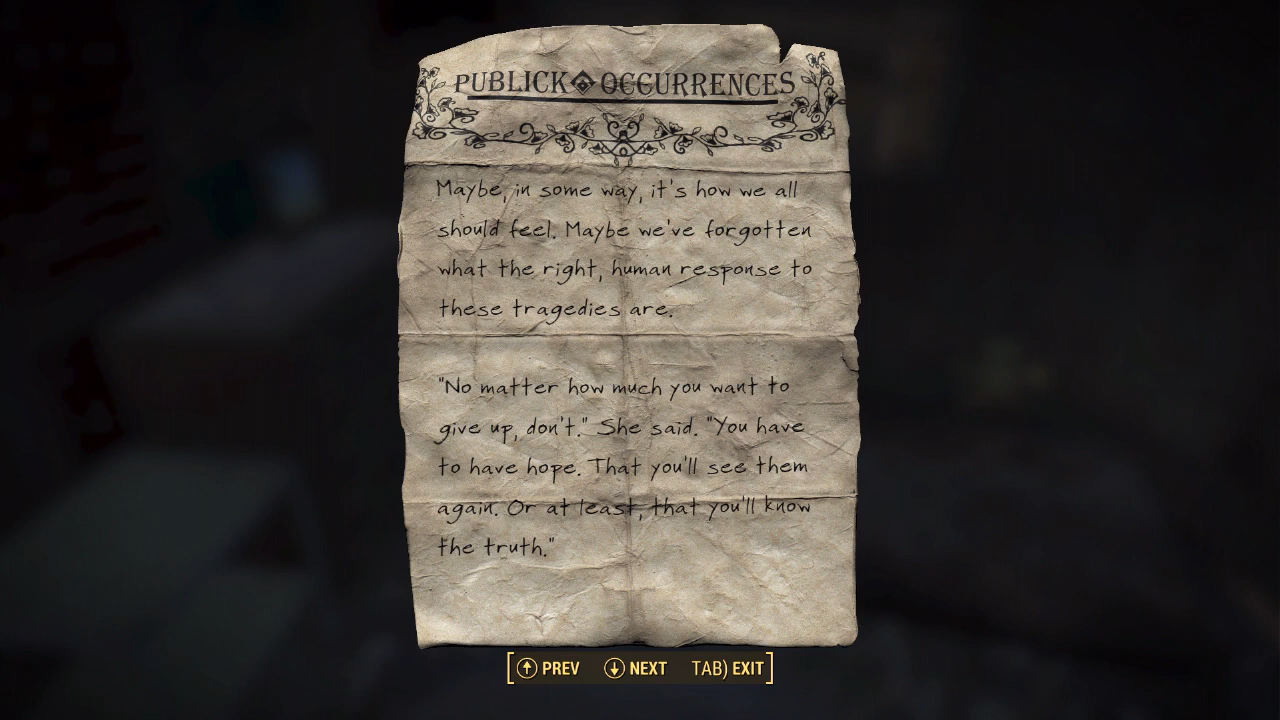 PUBLICK OCCURRENCES
Maybe, in some way, it's how we all
should feel. Maybe we've forgotten
what the right, human response to
these tragedies are.
"No matter how much you want to
give up, don't." She said. "You have
to have hope. That you'll see them
again. Or at least, that you'll know
the truth."
PREV NEXT TAB) EXIT